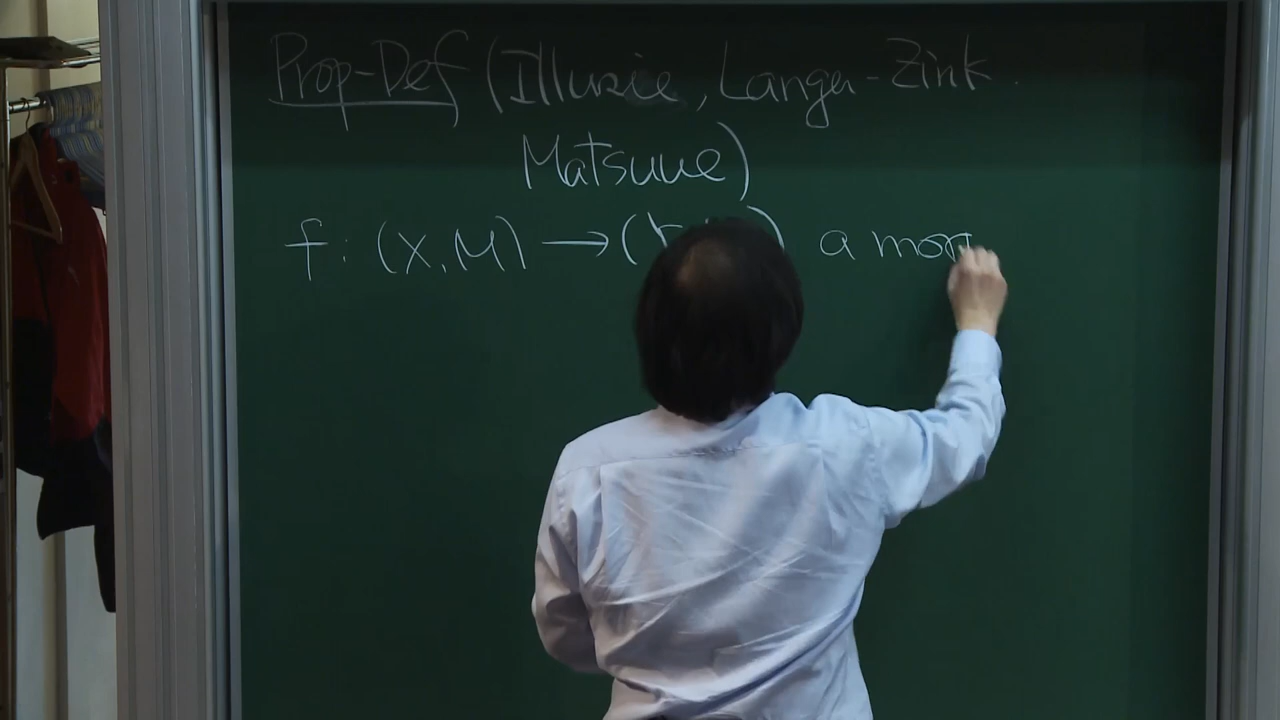 Prop-Def (Illusie, Langer-Zink.
Matsuue)
f: (X, M) → ( ) a mor